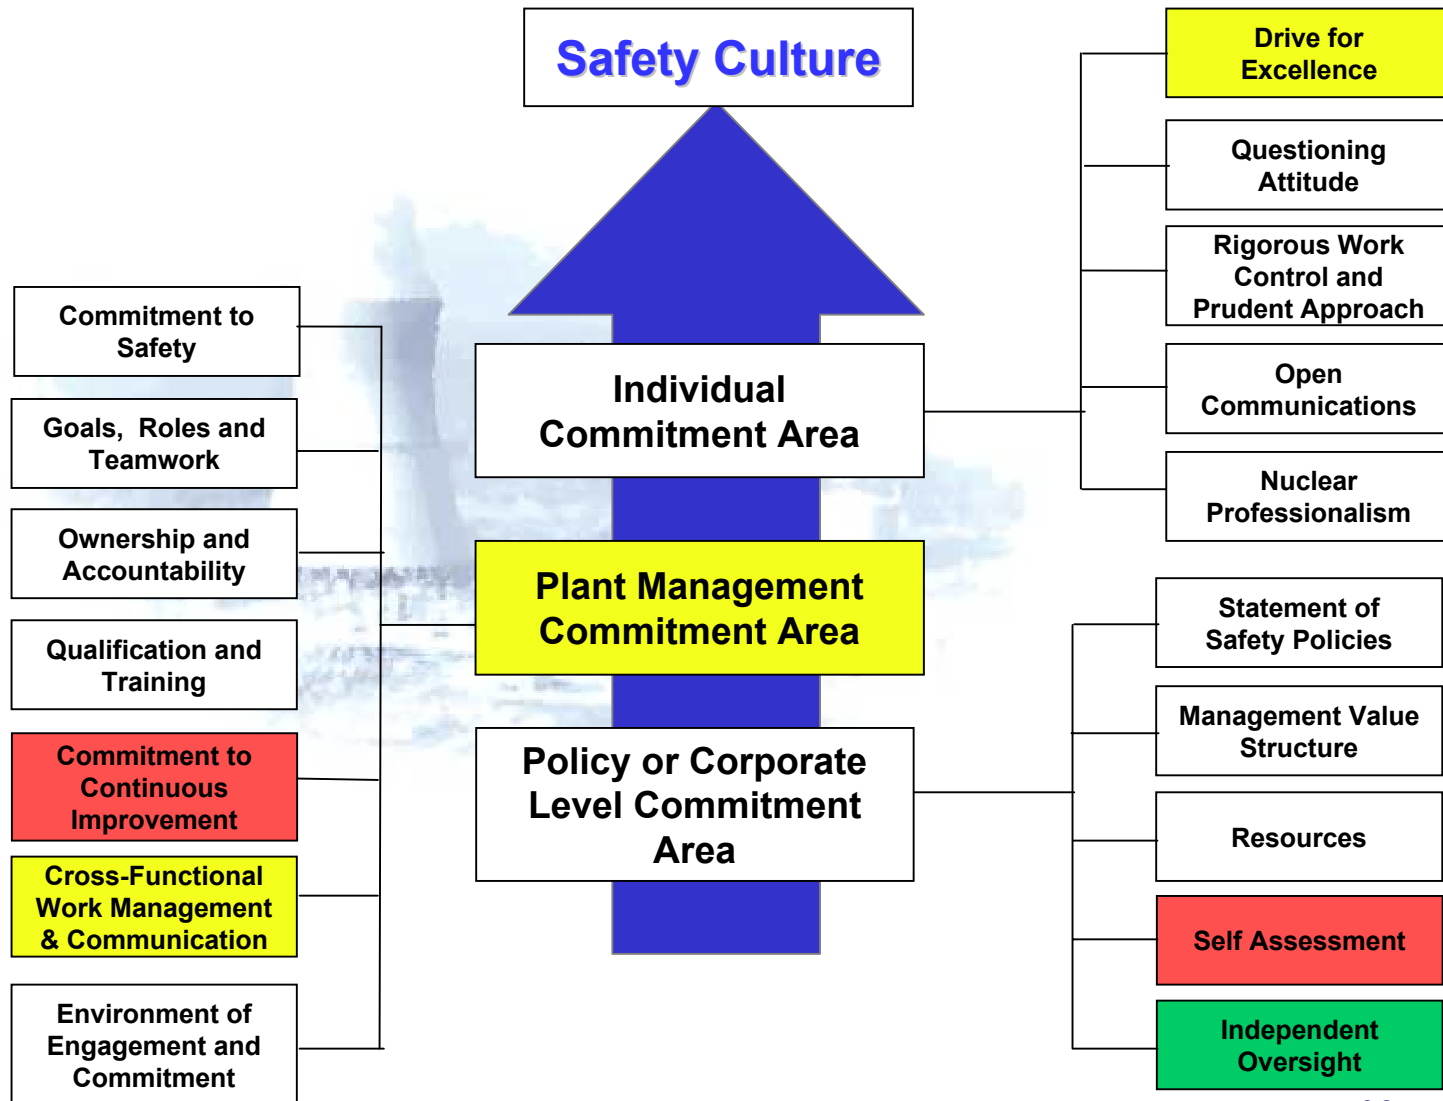 Safety Culture
Drive for
Excellence
Questioning
Attitude
Rigorous Work
Control and
Prudent Approach
Open
Communications
Nuclear
Professionalism
Individual
Commitment Area
Commitment to
Safety
Goals, Roles and
Teamwork
Ownership and
Accountability
Qualification and
Training
Commitment to
Continuous
Improvement
Cross-Functional
Work Management
& Communication
Environment of
Engagement and
Commitment
Plant Management
Commitment Area
Policy or Corporate
Level Commitment
Area
Statement of
Safety Policies
Management Value
Structure
Resources
Self Assessment
Independent
Oversight